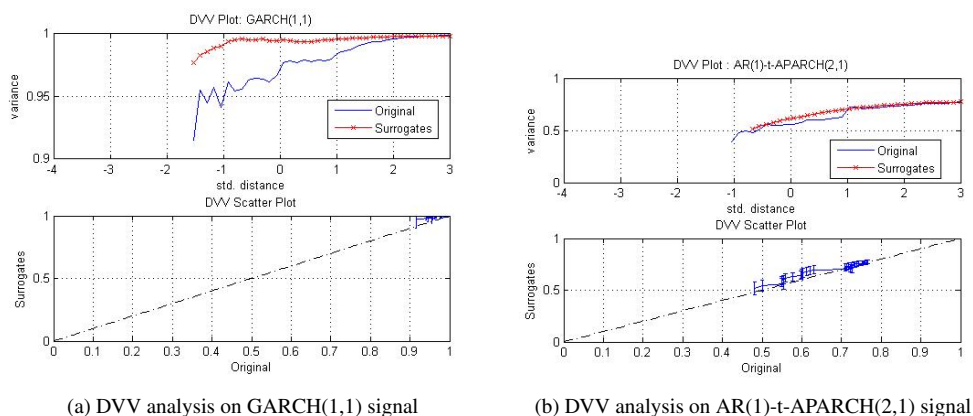 DVV Plot: GARCH(1,1)
variance
1
0.95
0.9
Original
Surrogates
-4 -3 -2 -1 0 1 2 3
std. distance
DVV Scatter Plot
Surrogates
1
0.5
0
0 0.1 0.2 0.3 0.4 0.5 0.6 0.7 0.8 0.9 1
Original
(a) DVV analysis on GARCH(1,1) signal
DVV Plot : AR(1)-t-APARCH(2,1)
variance
1
0.5
0
Original
Surrogates
-4 -3 -2 -1 0 1 2 3
std. distance
DVV Scatter Plot
Surrogates
1
0.5
0
0 0.1 0.2 0.3 0.4 0.5 0.6 0.7 0.8 0.9 1
Original
(b) DVV analysis on AR(1)-t-APARCH(2,1) signal